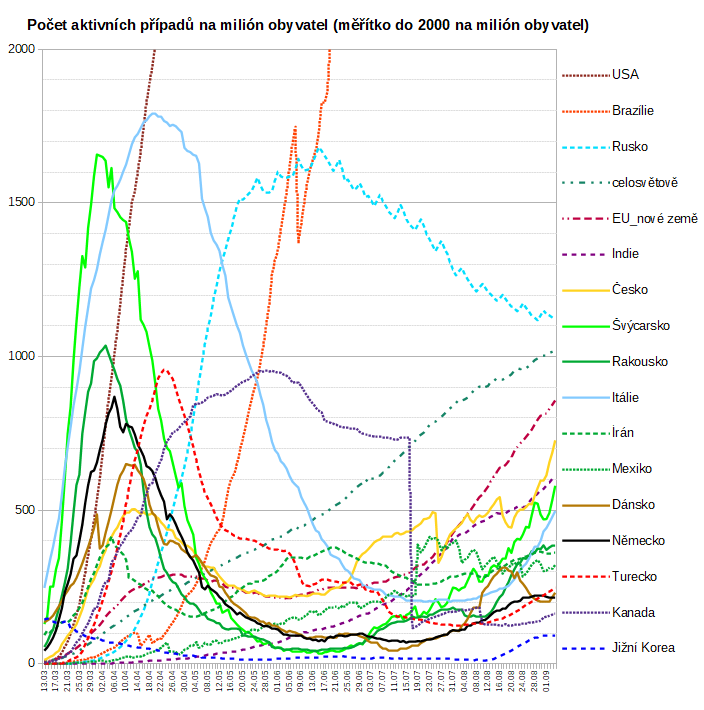 Počet aktivních případů na milión obyvatel (měřítko do 2000 na milión obyvatel)
2000
1500
1000
500
0
13.03 17.03 21.03 25.03 29.03 02.04 06.04 10.04 14.04 18.04 22.04 26.04 30.04 04.05 08.05 12.05 16.05 20.05 24.05 28.05 01.06 05.06 09.06 13.06 17.06 21.06 25.06 29.06 03.07 07.07 11.07 15.07 19.07 23.07 27.07 31.07 04.08 08.08 12.08 16.08 20.08 24.08 28.08 01.09
USA
Brazílie
Rusko
celosvětově
EU_nové země
Indie
Česko
Švýcarsko
Rakousko
Itálie
Írán
Mexiko
Dánsko
Německo
Turecko
Kanada
Jižní Korea